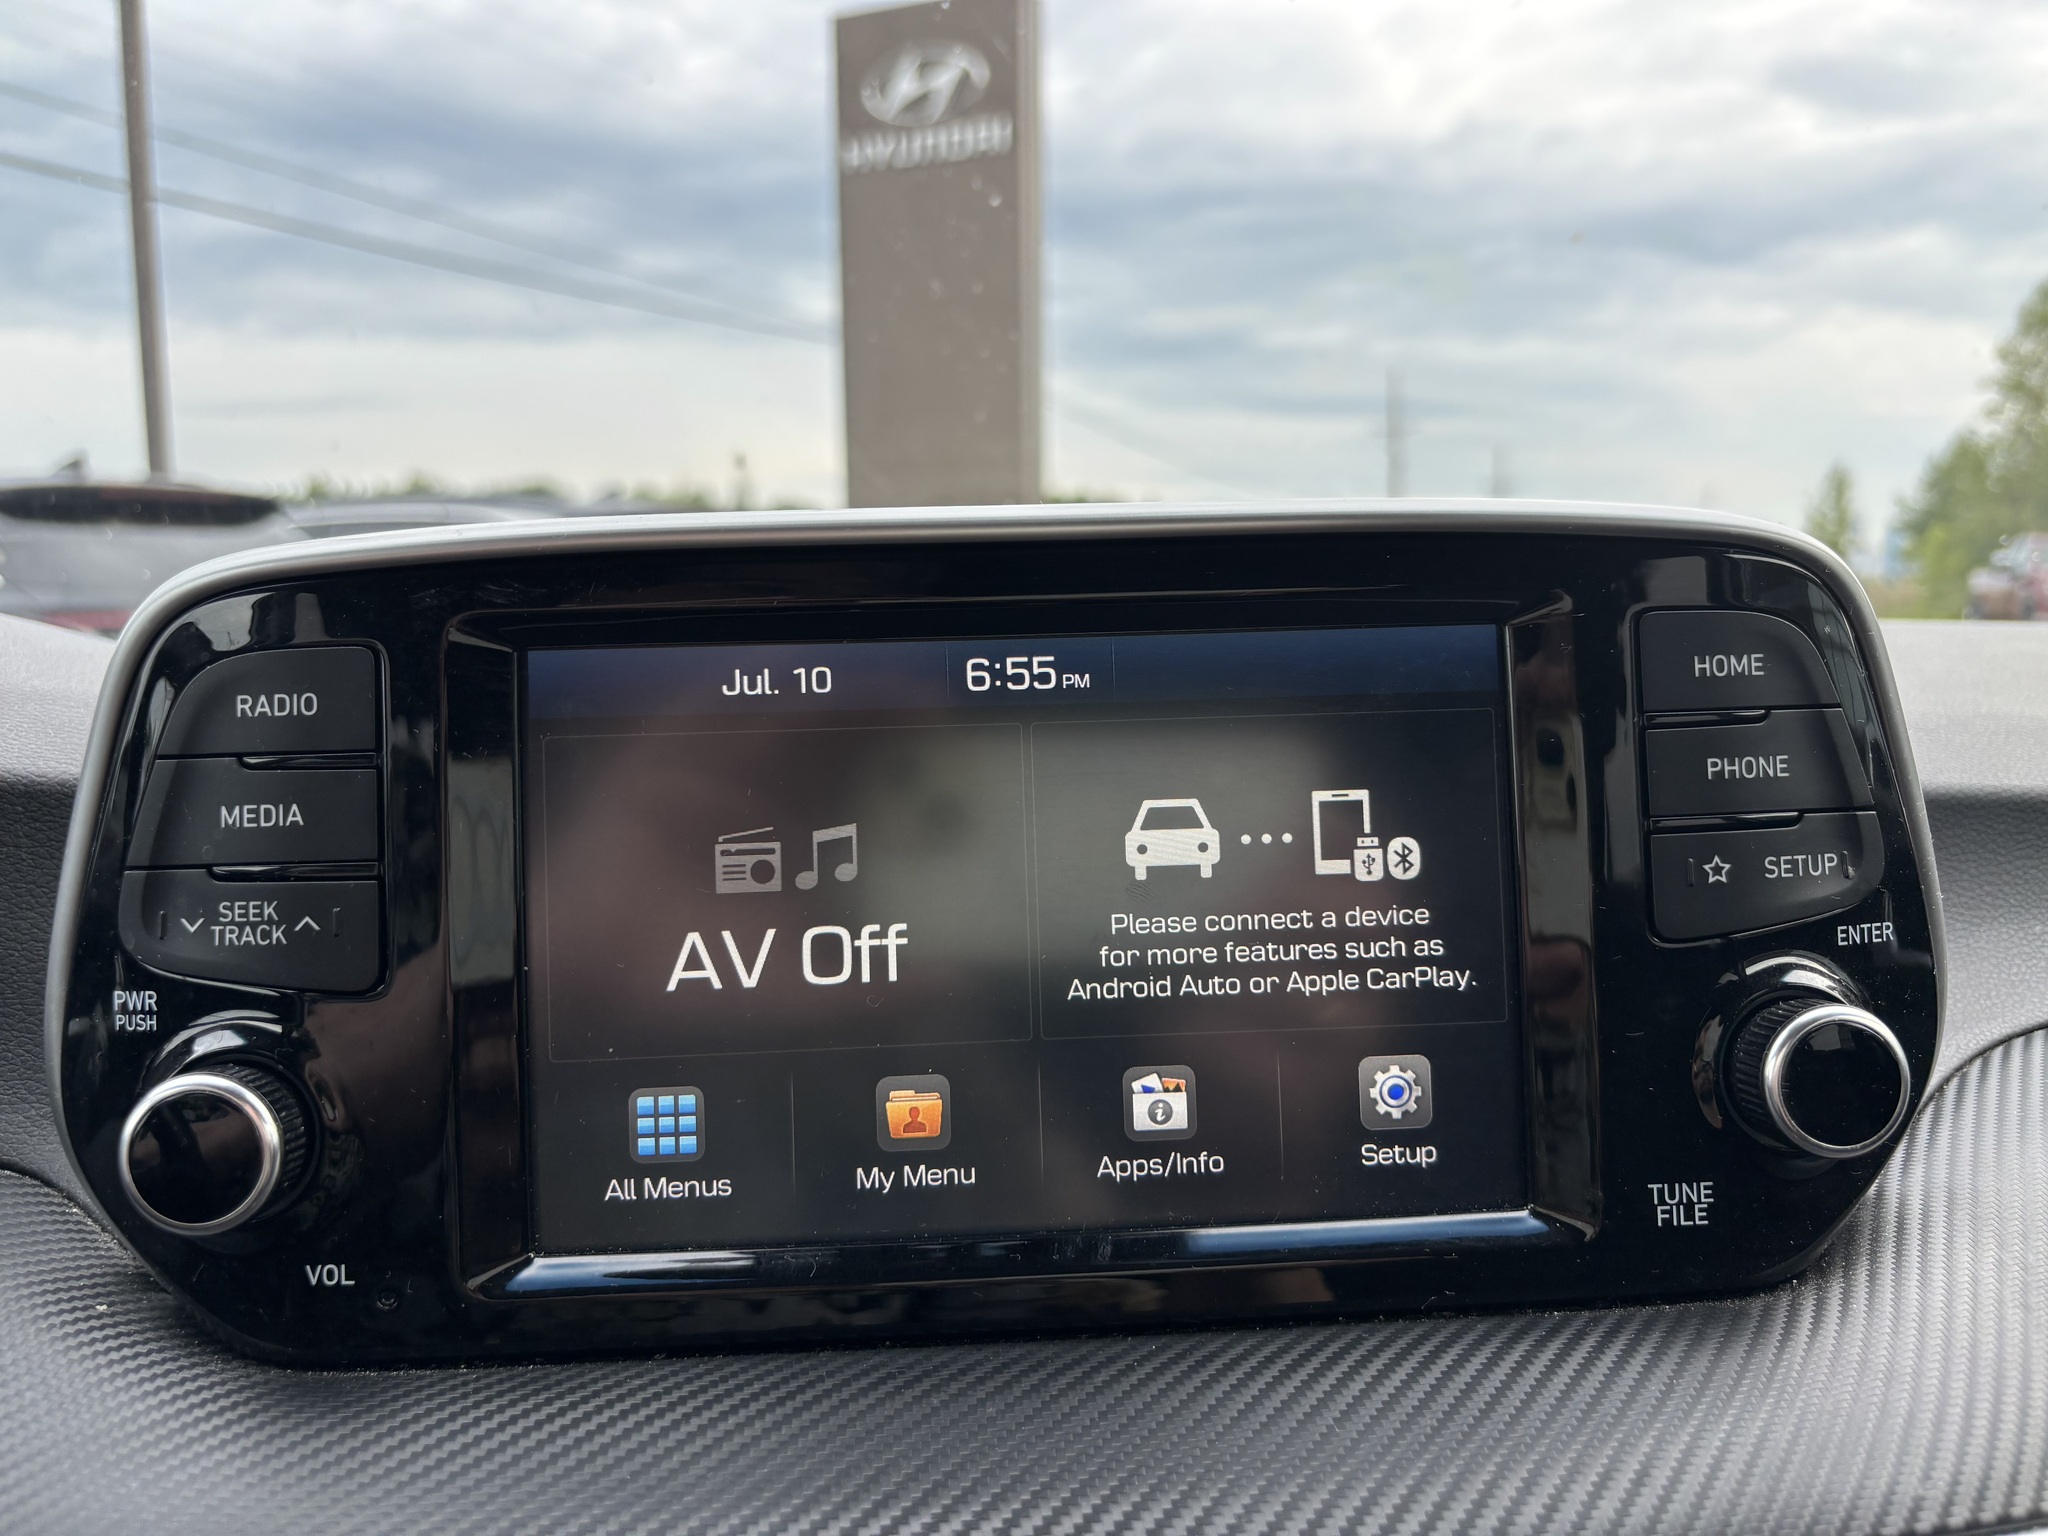 HYUNDAI
RADIO
MEDIA
SEEK
TRACK
PWR
PUSH
VOL
Jul. 10
6:55 PM
AV Off
Please connect a device
for more features such as
Android Auto or Apple CarPlay.
All Menus
My Menu
Apps/Info
Setup
HOME
PHONE
SETUP
ENTER
TUNE
FILE